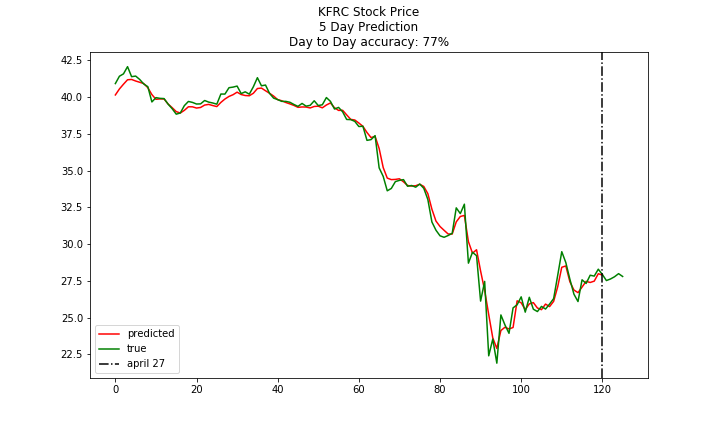 KFRC Stock Price
5 Day Prediction
Day to Day accuracy: 77%
42.5
40.0
37.5
35.0
32.5
30.0
27.5
25.0
22.5
predicted
true
april 27
0 20 40 60 80 100 120